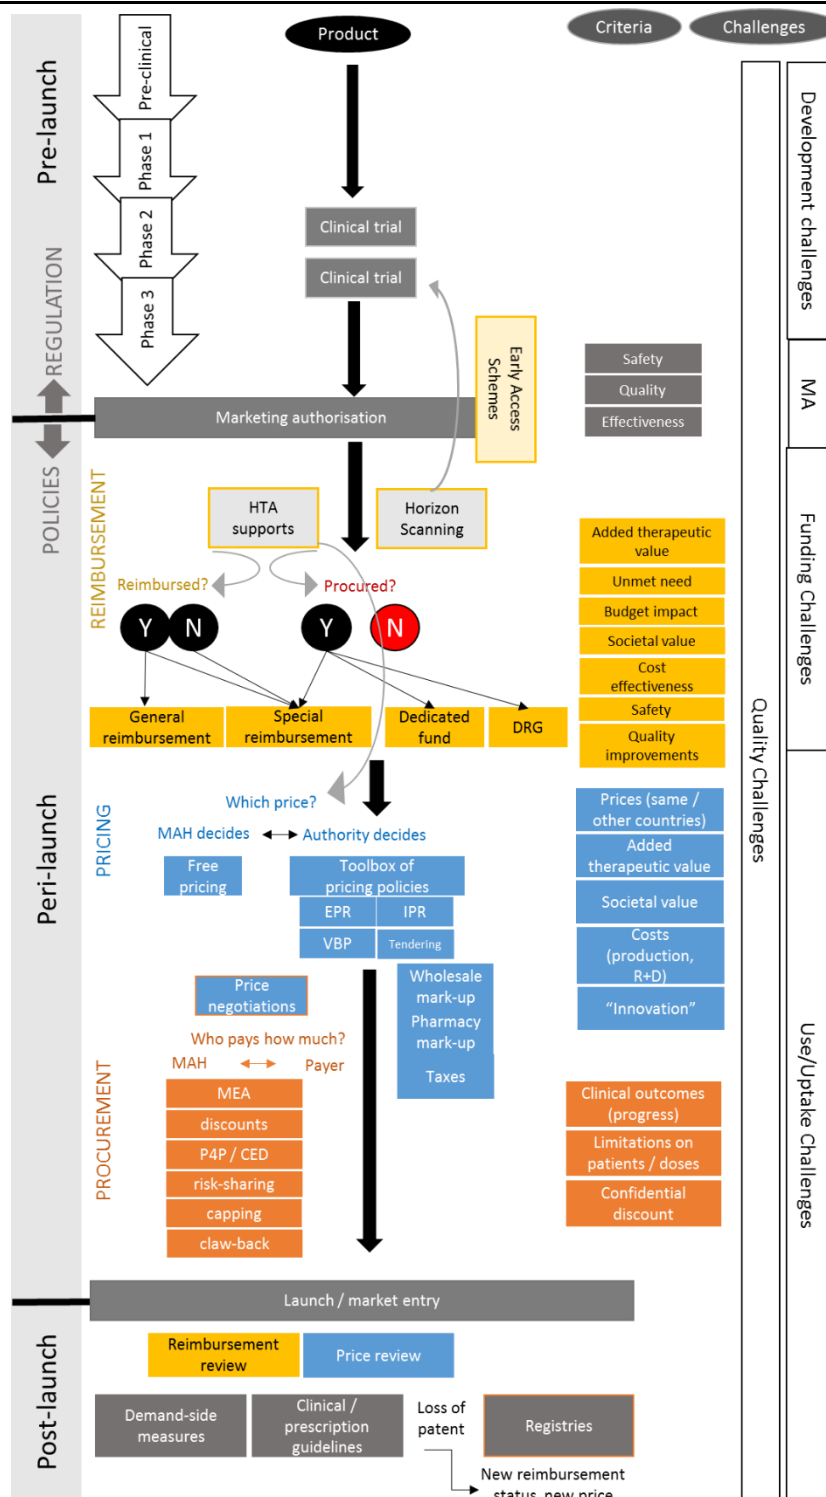 Product
Criteria
Challenges
Pre-launch
Pre-clinical
Phase 1
Phase 2
Phase 3
Clinical trial
Clinical trial
Development challenges
REGULATION
Early Access
Schemes
Safety
Quality
Effectiveness
MA
Marketing authorisation
POLICIES
REIMBURSEMENT
HTA
supports
Horizon
Scanning
Reimbursed?
Procured?
Y
N
Y
N
General
reimbursement
Special
reimbursement
Dedicated
fund
DRG
Added therapeutic
value
Unmet need
Budget impact
Societal value
Cost
effectiveness
Safety
Quality
improvements
Funding Challenges
Quality Challenges
Peri-launch
PRICING
Which price?
MAH decides
Authority decides
Free
pricing
Toolbox of
pricing policies
EPR
IPR
VBP
Tendering
Wholesale
mark-up
Pharmacy
mark-up
Taxes
Prices (same /
other countries)
Added
therapeutic value
Societal value
Costs
(production,
R+D)
“Innovation”
Price
negotiations
Who pays how much?
MAH
Payer
PROCUREMENT
MEA
discounts
P4P / CED
risk-sharing
capping
claw-back
Clinical outcomes
(progress)
Limitations on
patients / doses
Confidential
discount
Use/Uptake Challenges
Launch / market entry
Post-launch
Reimbursement
review
Price review
Demand-side
measures
Clinical /
prescription
guidelines
Loss of
patent
Registries
New reimbursement
status, new price